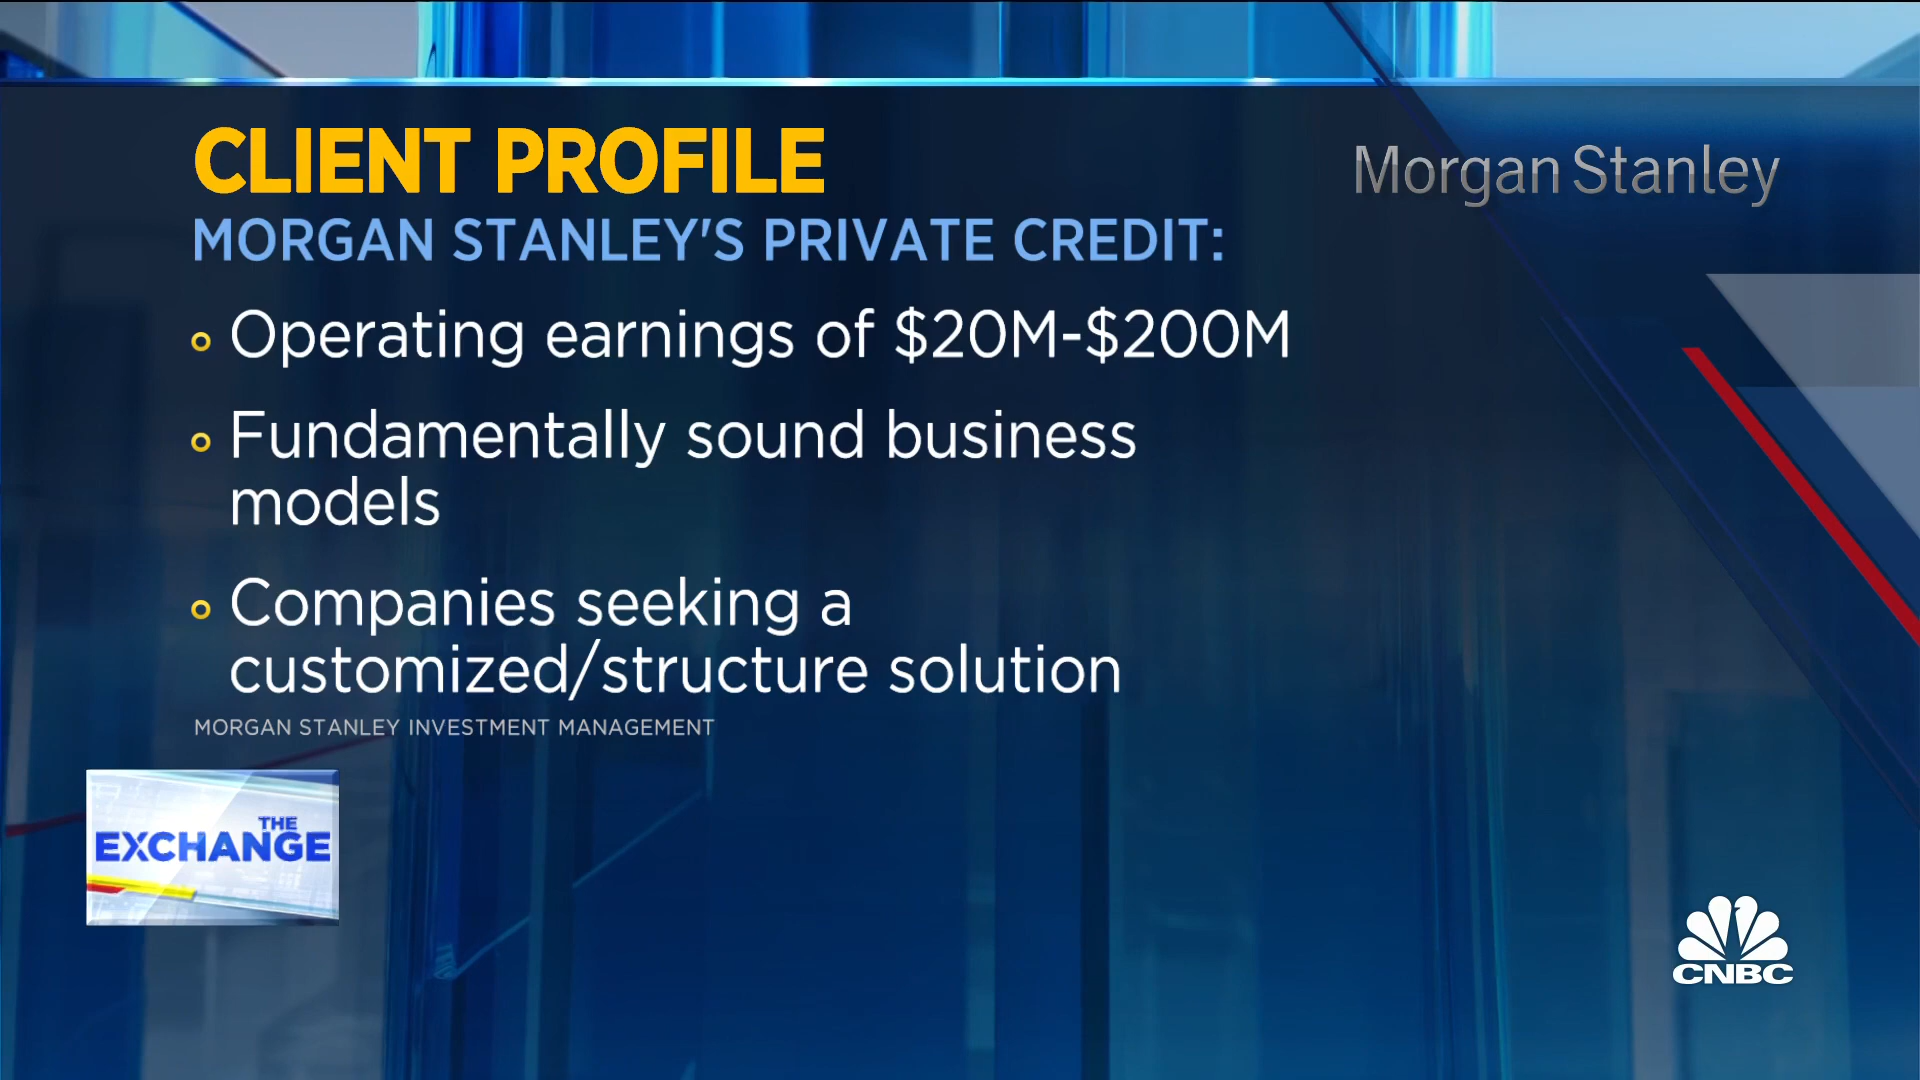 CLIENT PROFILE
Morgan Stanley
MORGAN STANLEY'S PRIVATE CREDIT:
Operating earnings of $20M-$200M
Fundamentally sound business
models
Companies seeking a
customized/structure solution
MORGAN STANLEY INVESTMENT MANAGEMENT
THE
EXCHANGE
CNBC